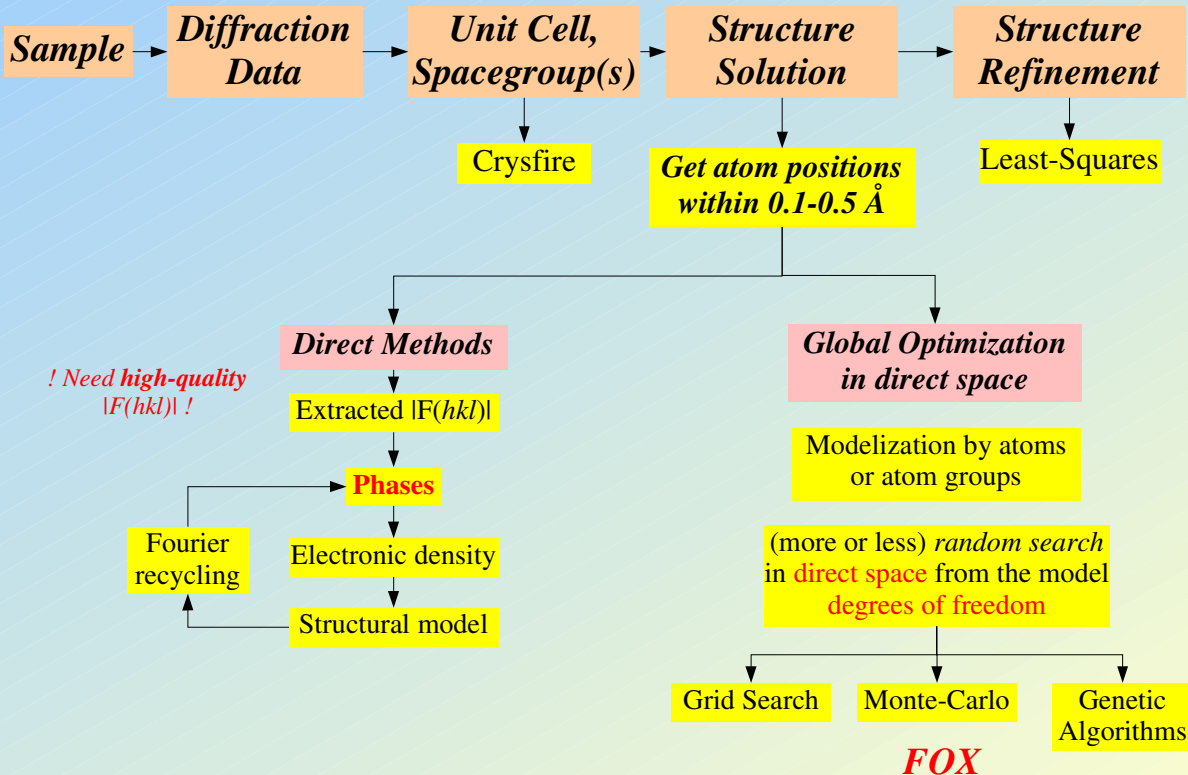 Sample
Diffraction
Data
Unit Cell,
Spacegroup(s)
Structure
Solution
Structure
Refinement
Crysfire
Get atom positions
within 0.1-0.5 Å
Least-Squares
Direct Methods
! Need high-quality
|F(hkl)| !
Extracted |F(hkl)|
Phases
Fourier
recycling
Electronic density
Structural model
Global Optimization
in direct space
Modelization by atoms
or atom groups
(more or less) random search
in direct space from the model
degrees of freedom
Grid Search
Monte-Carlo
Genetic
Algorithms
FOX